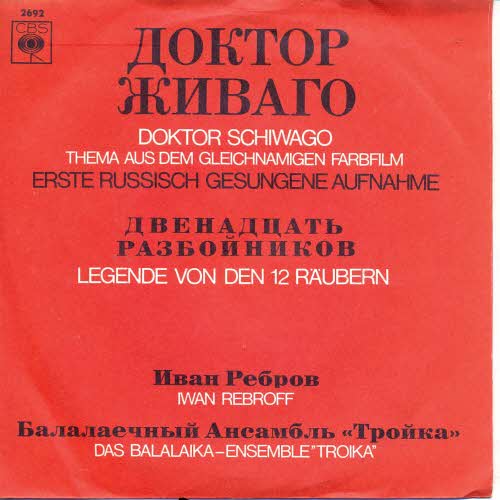 2692
CBS
ДОКТОР
ЖИВАГО
DOKTOR SCHIWAGO
THEMA AUS DEM GLEICHNAMIGEN FARBFILM
ERSTE RUSSISCH GESUNGENE AUFNAHME
ДВЕНАДЦАТЬ
РАЗБОЙНИКОВ
LEGENDE VON DEN 12 RÄUBERN
Иван Ребров
IWAN REBROFF
Балалаечный Ансамбль «Тройка»
DAS BALALAIKA–ENSEMBLE "TROIKA"